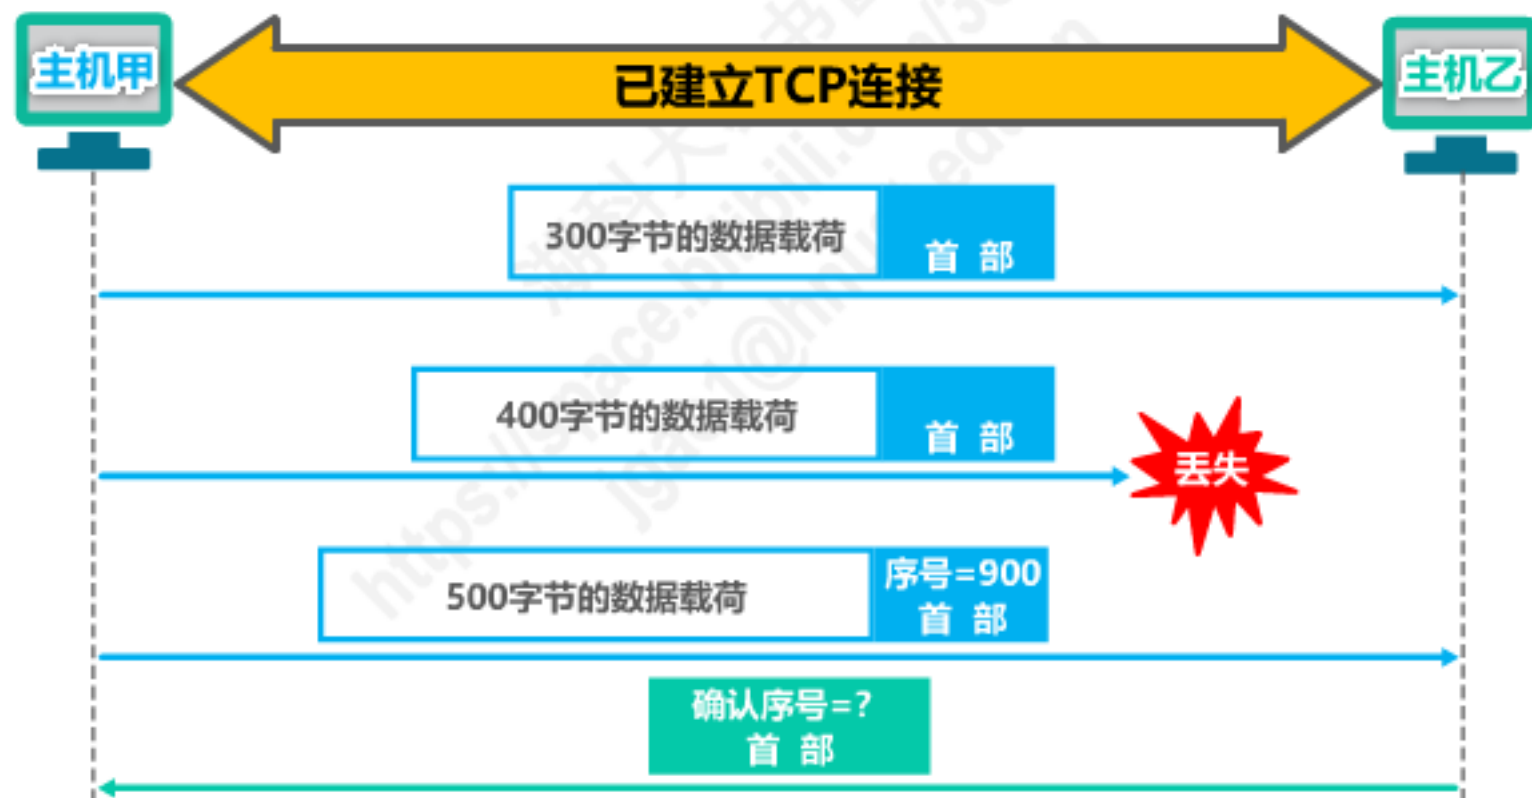 主机甲
已建立TCP连接
主机乙
300字节的数据载荷
首 部
400字节的数据载荷
首 部
丢失
500字节的数据载荷
序号=900
首 部
确认序号=?
首 部